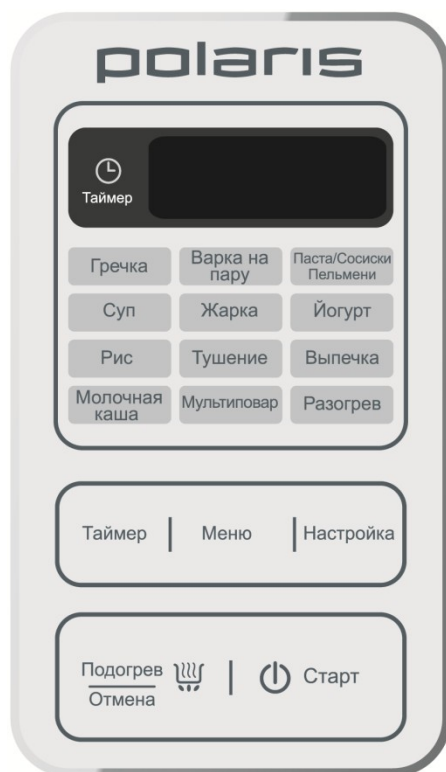 polaris
Таймер
Гречка
Варка на
пару
Паста/Сосиски
Пельмени
Суп
Жарка
Йогурт
Рис
Тушение
Выпечка
Молочная
каша
Мультиповар
Разогрев
Таймер
Меню
Настройка
Подогрев
Отмена
Старт